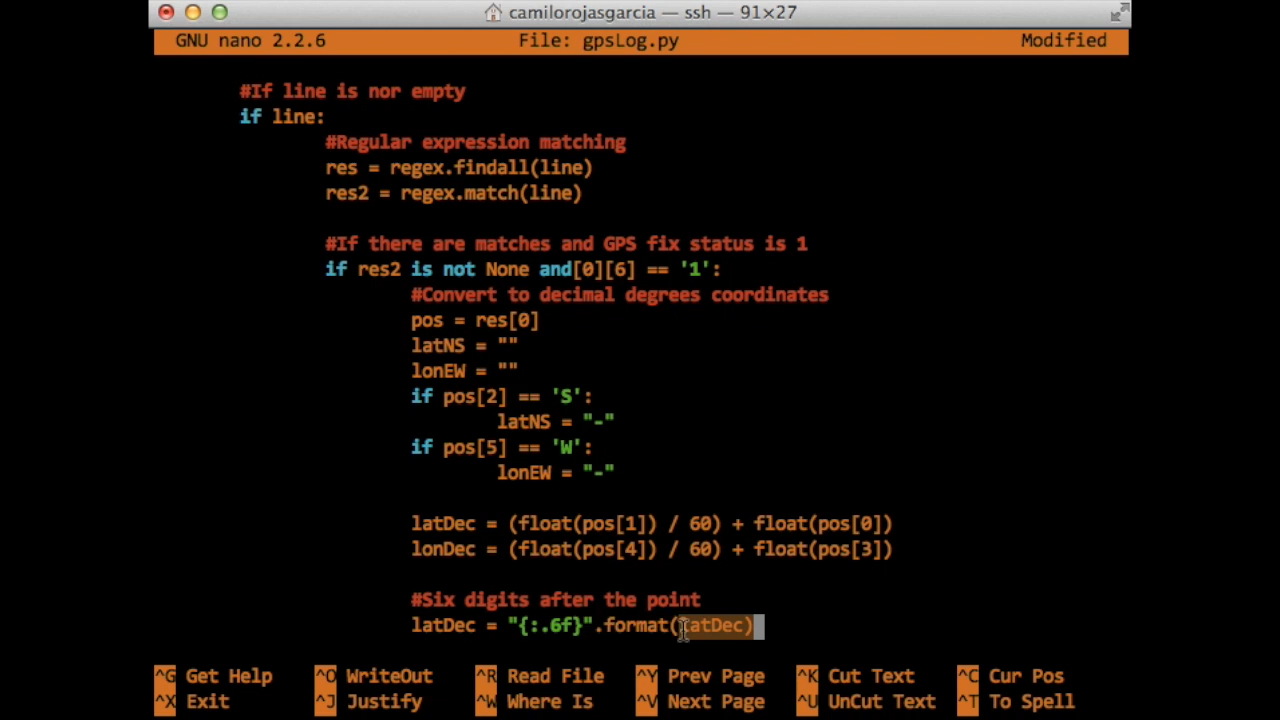 camilorojasgarcia — ssh — 91×27
GNU nano 2.2.6 File: gpsLog.py Modified
#If line is nor empty
if line:
#Regular expression matching
res = regex.findall(line)
res2 = regex.match(line)
#If there are matches and GPS fix status is 1
if res2 is not None and[0][6] == '1':
#Convert to decimal degrees coordinates
pos = res[0]
latNS = ""
lonEW = ""
if pos[2] == 'S':
latNS = "-"
if pos[5] == 'W':
lonEW = "-"
latDec = (float(pos[1]) / 60) + float(pos[0])
lonDec = (float(pos[4]) / 60) + float(pos[3])
#Six digits after the point
latDec = "{:.6f}".format(latDec)
^G Get Help ^O WriteOut ^R Read File ^Y Prev Page ^K Cut Text ^C Cur Pos
^X Exit ^J Justify ^W Where Is ^V Next Page ^U UnCut Text ^T To Spell